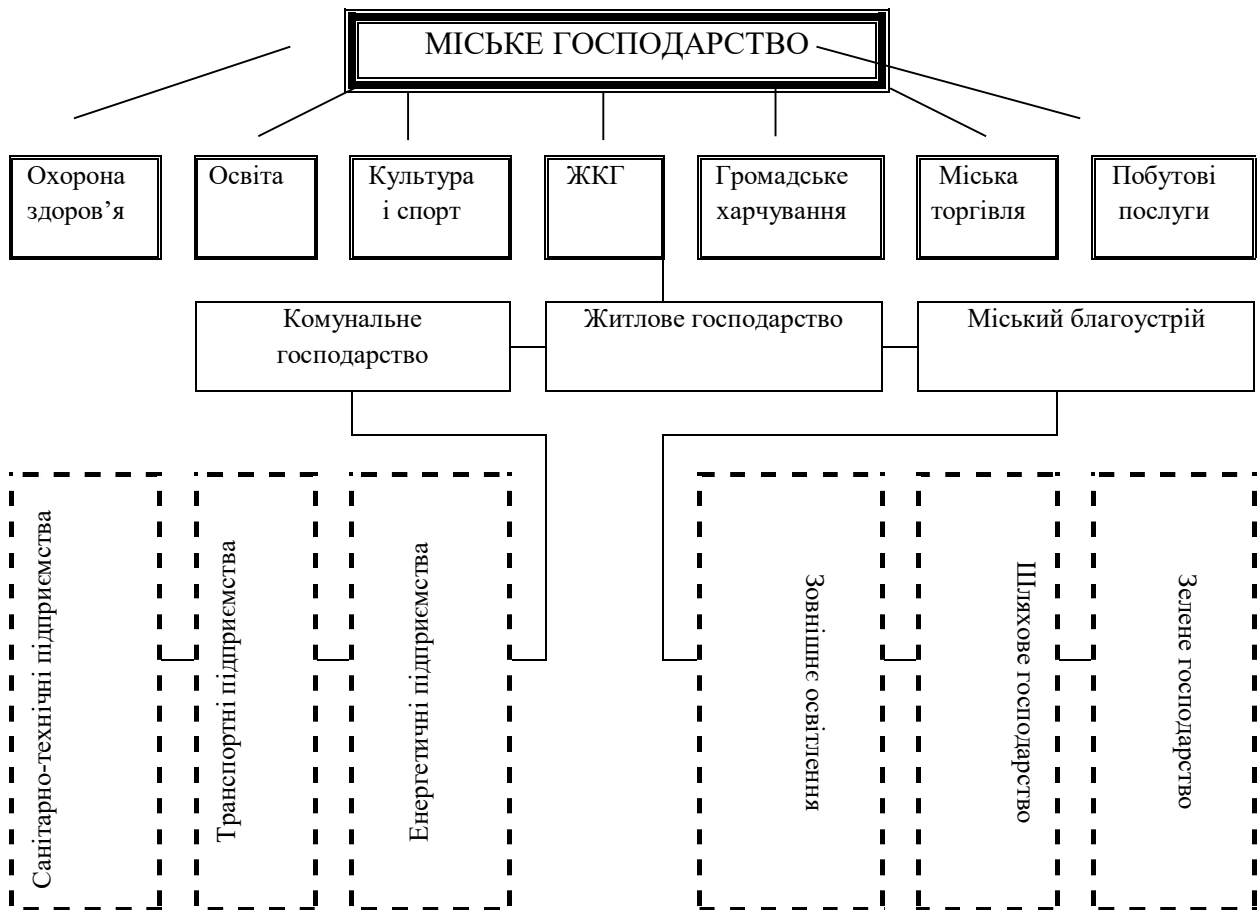 МІСЬКЕ ГОСПОДАРСТВО
Охорона
здоров’я
Освіта
Культура
і спорт
ЖКГ
Громадське
харчування
Міська
торгівля
Побутові
послуги
Комунальне
господарство
Житлове господарство
Міський благоустрій
Санітарно-технічні підприємства
Транспортні підприємства
Енергетичні підприємства
Зовнішнє освітлення
Шляхове господарство
Зелене господарство